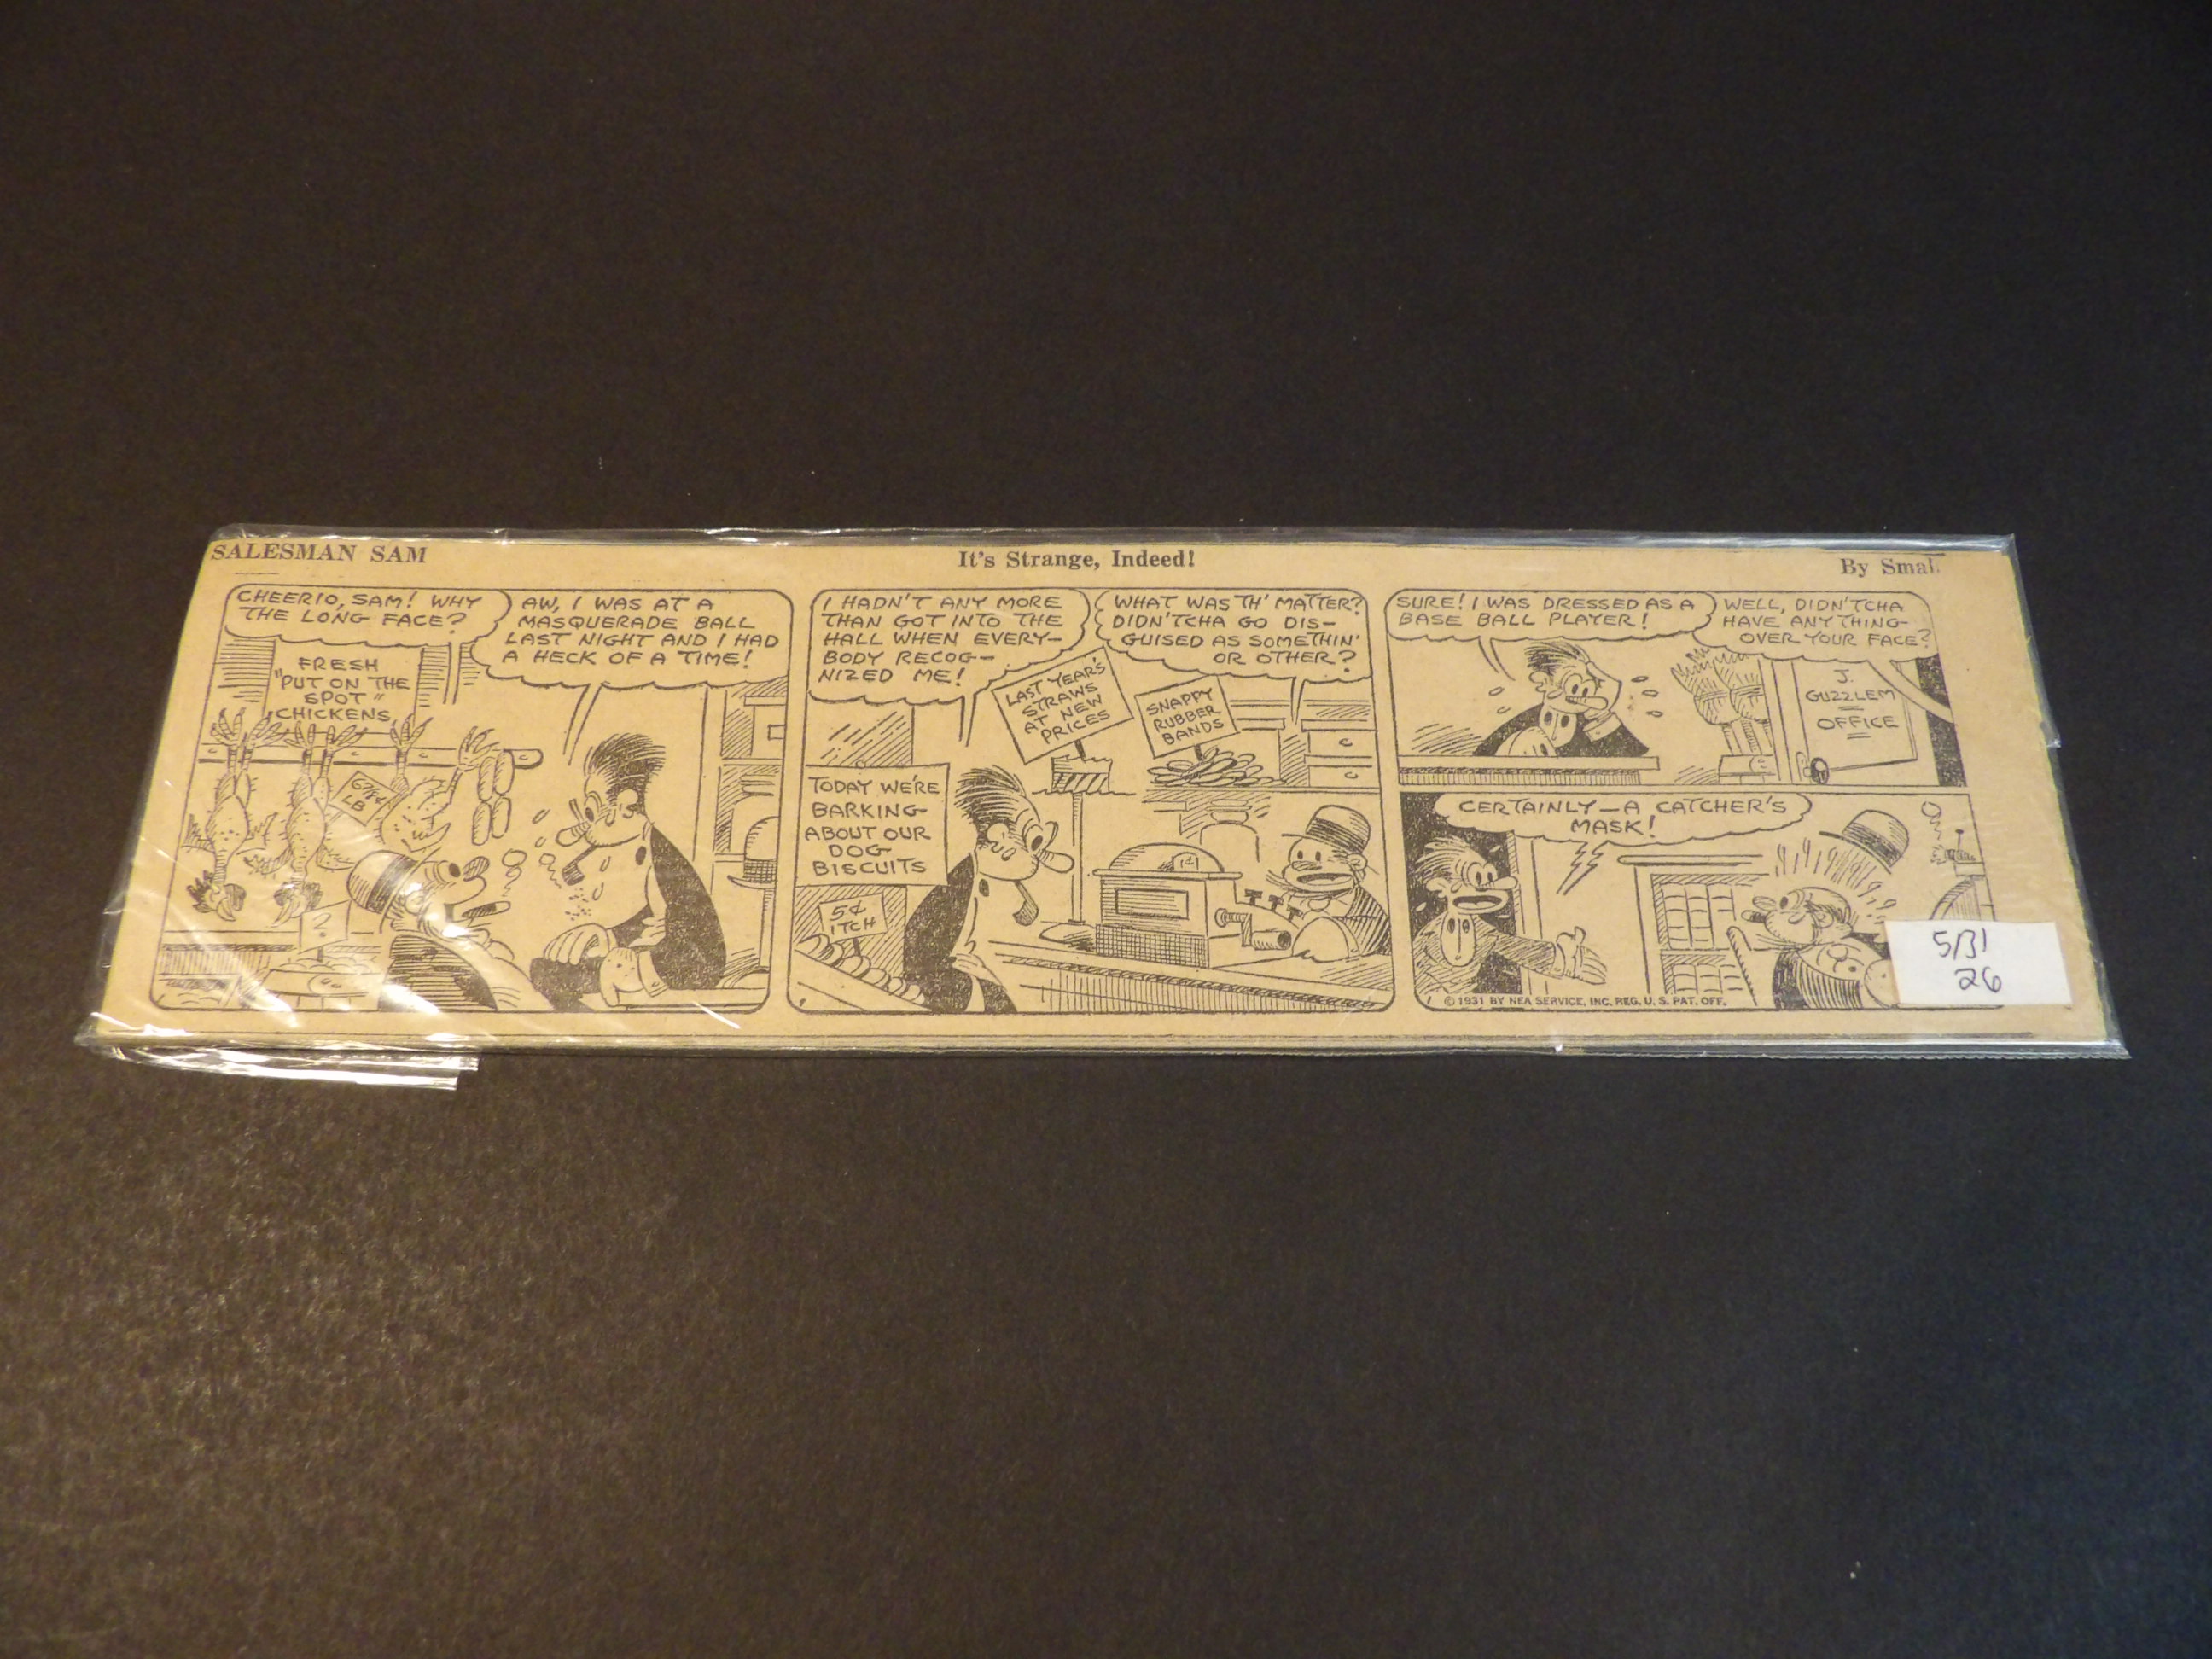 SALESMAN SAM
It's Strange, Indeed!
By Smal
CHEERIO, SAM! WHY
THE LONG FACE?
AW, I WAS AT A
MASQUERADE BALL
LAST NIGHT AND I HAD
A HECK OF A TIME!
FRESH
"PUT ON THE
SPOT"
CHICKENS
LB
I HADN'T ANY MORE
THAN GOT INTO THE
HALL WHEN EVERY-
BODY RECOG-
NIZED ME!
WHAT WAS TH' MATTER?
DIDN'TCHA GO DIS-
GUISED AS SOMETHIN'
OR OTHER?
LAST YEAR'S
STRAWS
AT NEW
PRICES
SNAPPY
RUBBER
BANDS
TODAY WE'RE
BARKING
ABOUT OUR
DOG
BISCUITS
5¢
ITCH
1¢
SURE! I WAS DRESSED AS A
BASE BALL PLAYER!
WELL, DIDN'TCHA
HAVE ANYTHING
OVER YOUR FACE?
J.
GUZZLEM
OFFICE
CERTAINLY—A CATCHER'S
MASK!
© 1931 BY NEA SERVICE, INC. REG. U. S. PAT. OFF.
5/31
26